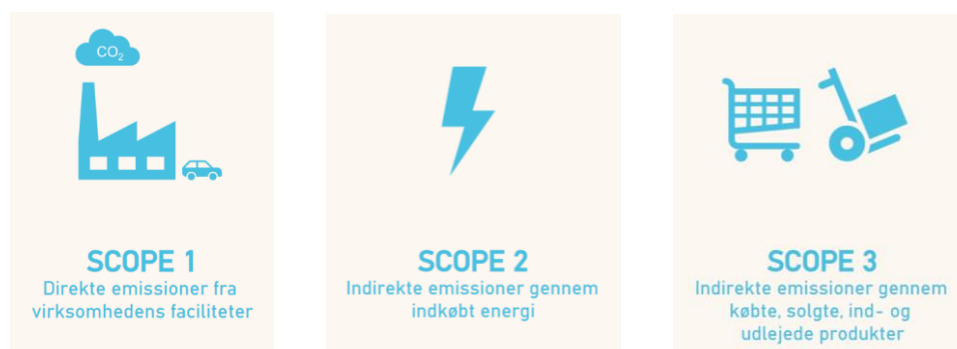 CO₂
SCOPE 1
Direkte emissioner fra
virksomhedens faciliteter
SCOPE 2
Indirekte emissioner gennem
indkøbt energi
SCOPE 3
Indirekte emissioner gennem
købte, solgte, ind- og
udlejede produkter